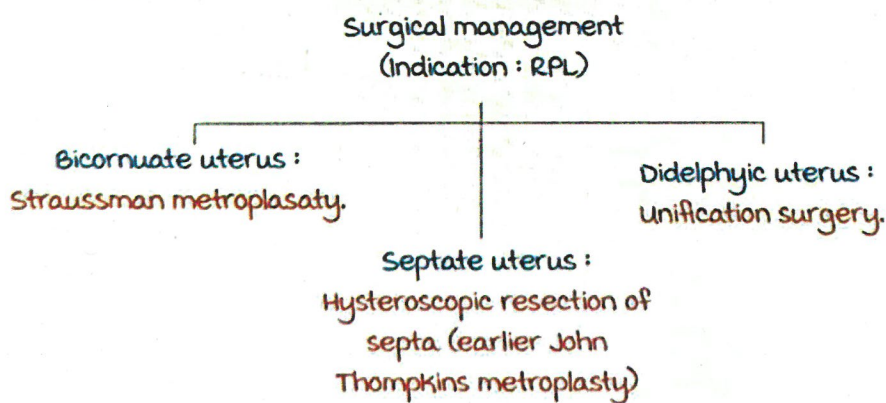 Surgical management
(Indication : RPL)
Bicornuate uterus :
Straussman metroplasaty.
Septate uterus :
Hysteroscopic resection of
septa (earlier John
Thompkins metroplasty)
Didelphyic uterus :
unification surgery.